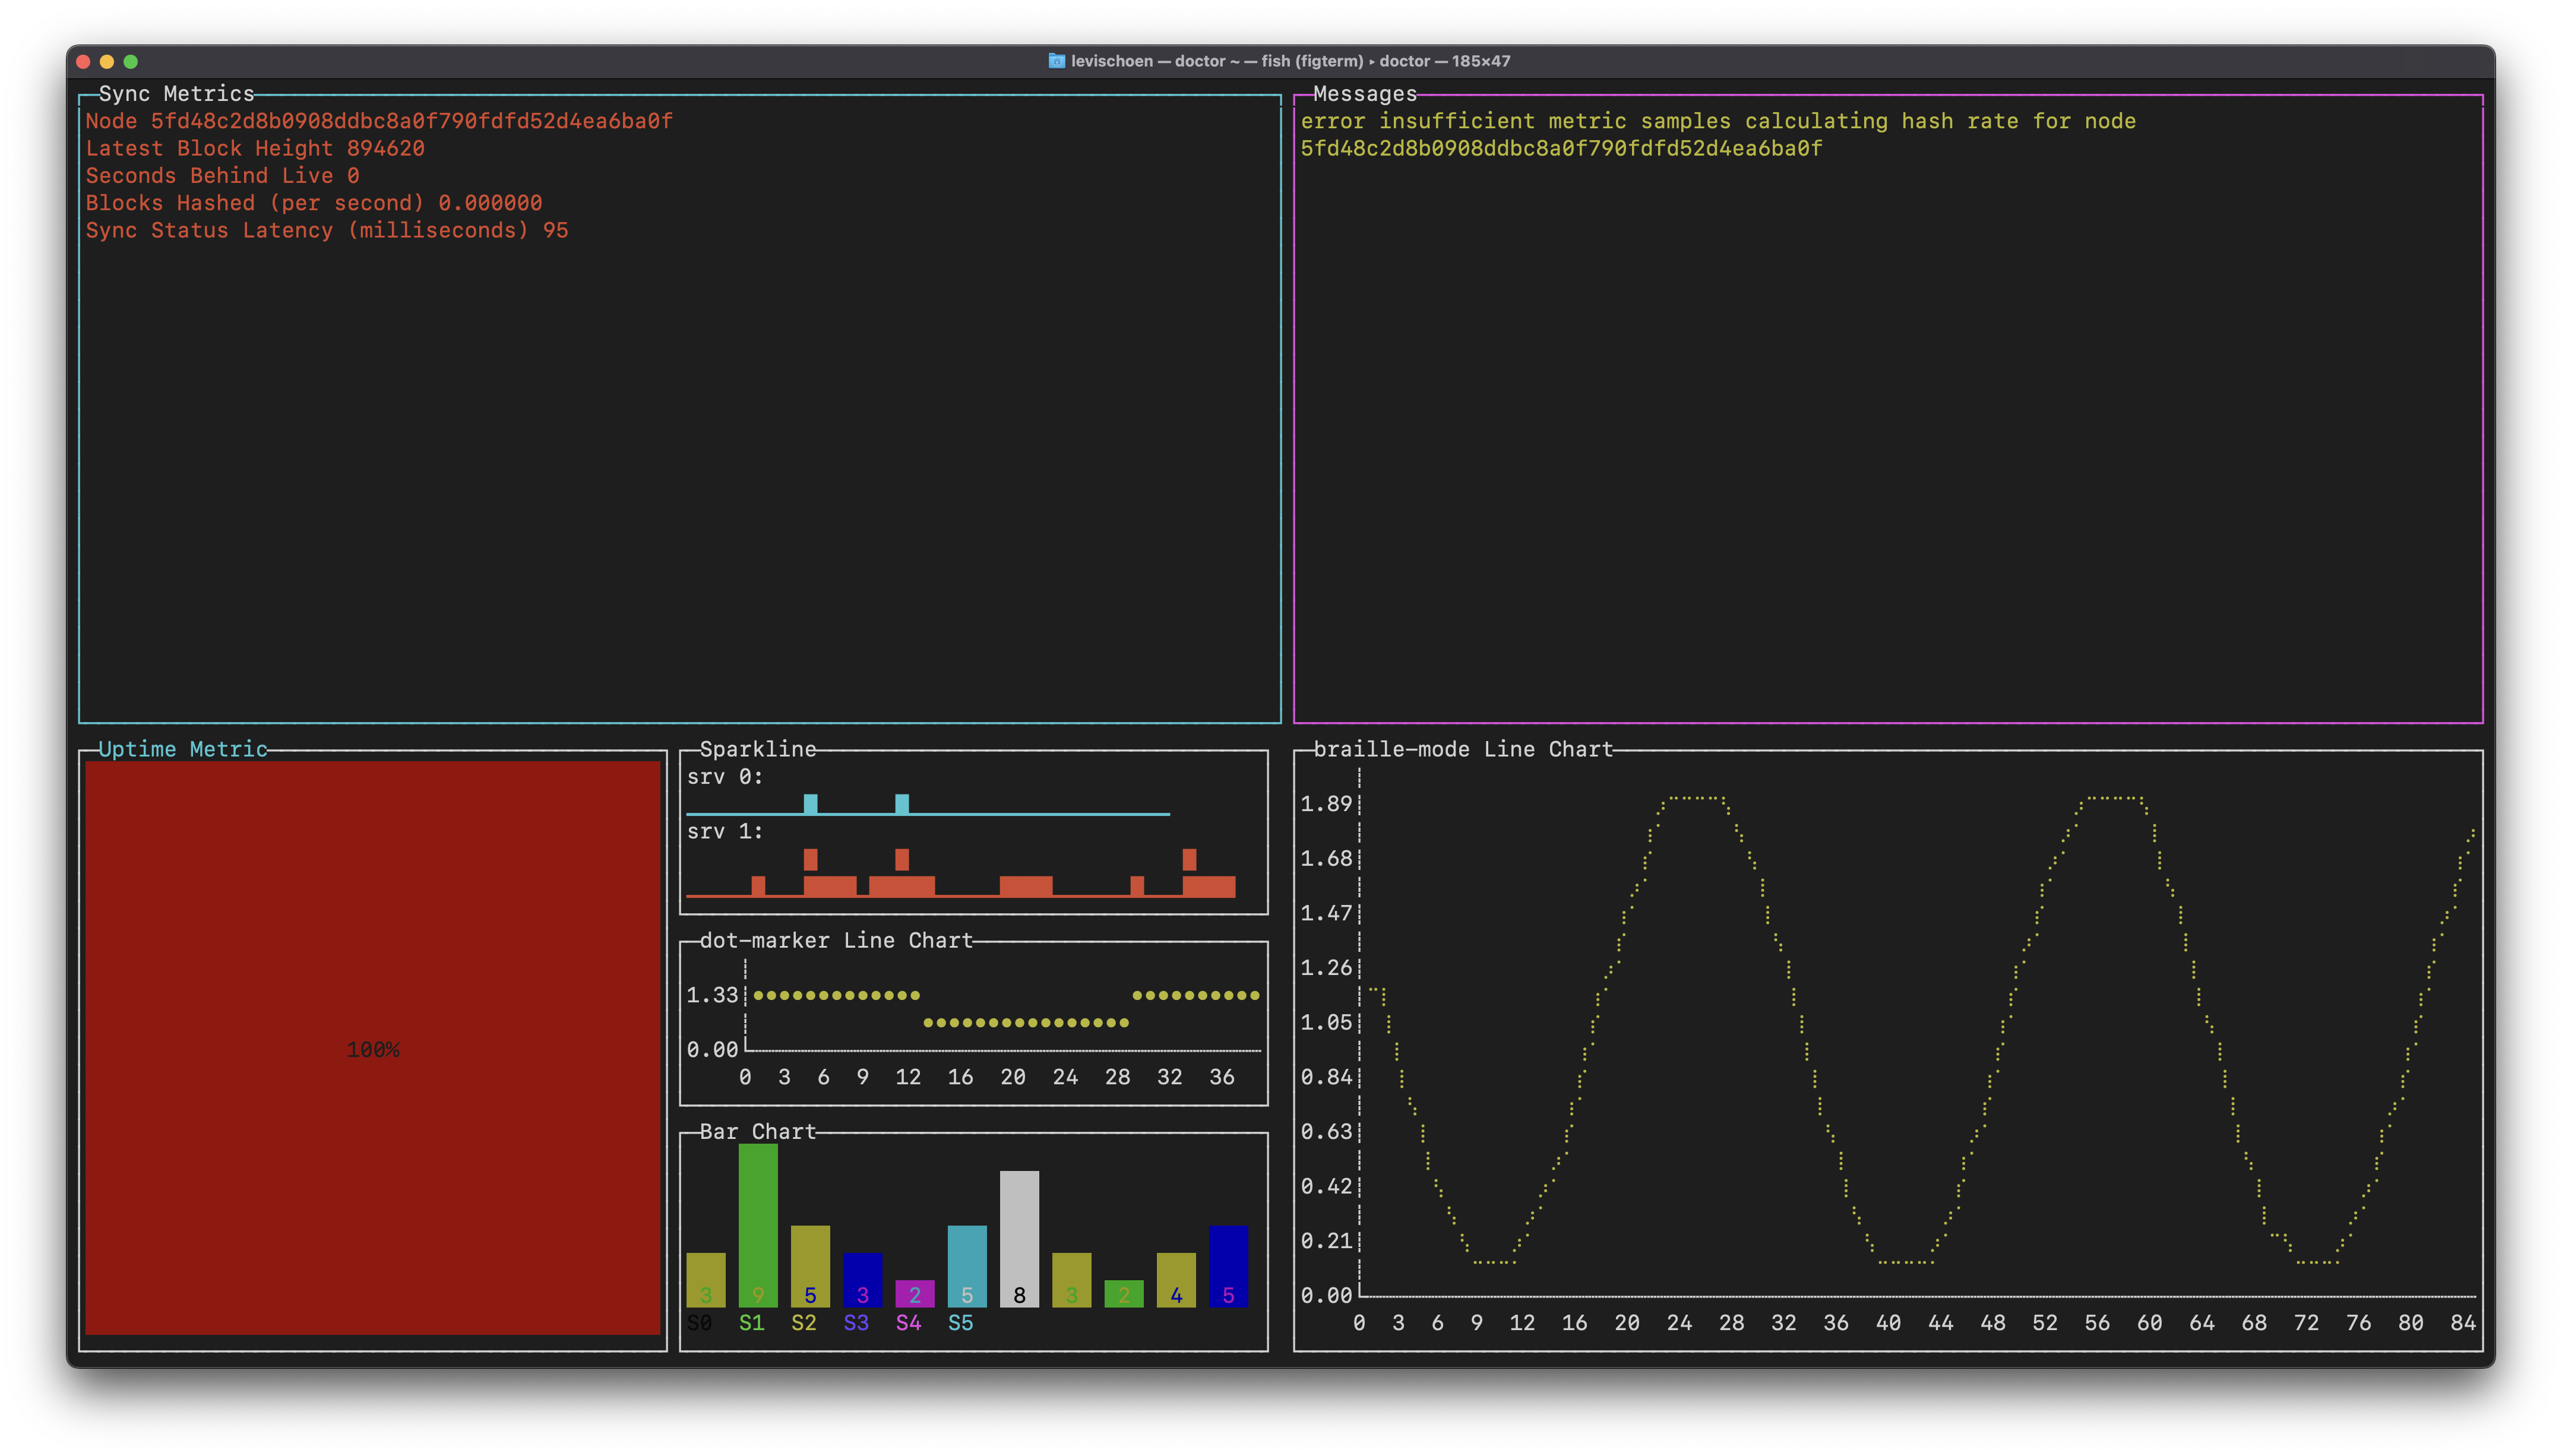 levischoen — doctor ~ — fish (figterm) ▸ doctor — 185×47
Sync Metrics
Node 5fd48c2d8b0908ddbc8a0f790fdfd52d4ea6ba0f
Latest Block Height 894620
Seconds Behind Live 0
Blocks Hashed (per second) 0.000000
Sync Status Latency (milliseconds) 95
Messages
error insufficient metric samples calculating hash rate for node
5fd48c2d8b0908ddbc8a0f790fdfd52d4ea6ba0f
Uptime Metric
100%
Sparkline
srv 0:
srv 1:
dot-marker Line Chart
1.33
0.00
0 3 6 9 12 16 20 24 28 32 36
Bar Chart
3 9 5 3 2 5 8 3 2 4 5
S0 S1 S2 S3 S4 S5
braille-mode Line Chart
1.89
1.68
1.47
1.26
1.05
0.84
0.63
0.42
0.21
0.00
0 3 6 9 12 16 20 24 28 32 36 40 44 48 52 56 60 64 68 72 76 80 84